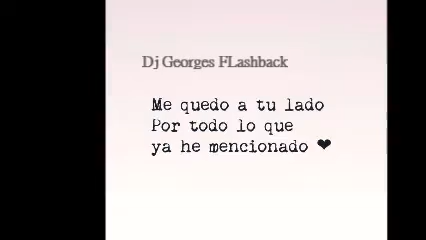 Dj Georges FLashback
Me quedo a tu lado
Por todo lo que
ya he mencionado ❤